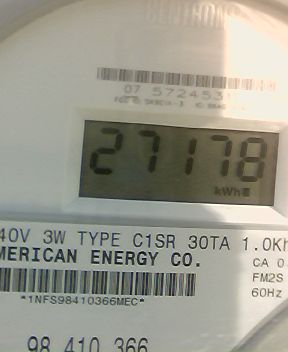 CENTRON
07 572453
27178
kWh
40V 3W TYPE C1SR 30TA 1.0Kh
MERICAN ENERGY CO.
CA 0.
FM2S
60Hz
*1NFS98410366MEC*
98 410 366